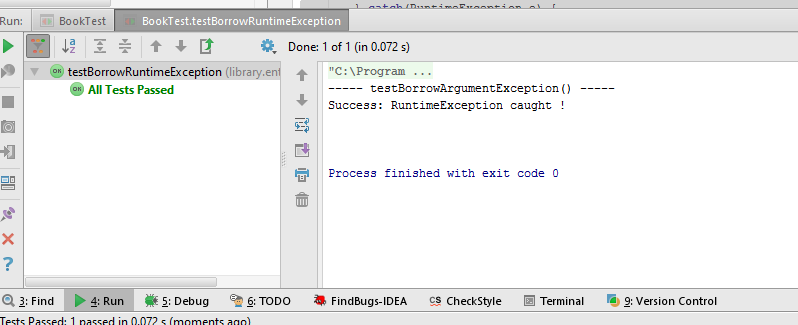 } catch(RuntimeException e) {
Run: BookTest BookTest.testBorrowRuntimeException
Done: 1 of 1 (in 0.072 s)
testBorrowRuntimeException (library.ent
OK All Tests Passed
"C:\Program ...
----- testBorrowArgumentException() -----
Success: RuntimeException caught !
Process finished with exit code 0
3: Find 4: Run 5: Debug 6: TODO FindBugs-IDEA CS CheckStyle Terminal 9: Version Control
Tests Passed: 1 passed in 0.072 s (moments ago)